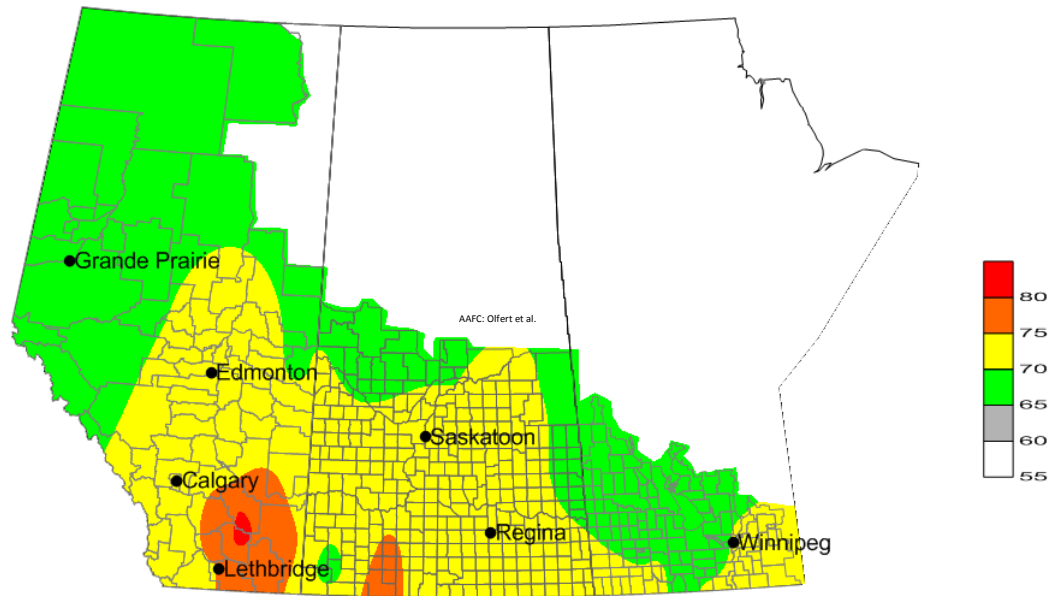 Grande Prairie
AAFC: Olfert et al.
Edmonton
Saskatoon
Calgary
Regina
Winnipeg
Lethbridge
80
75
70
65
60
55